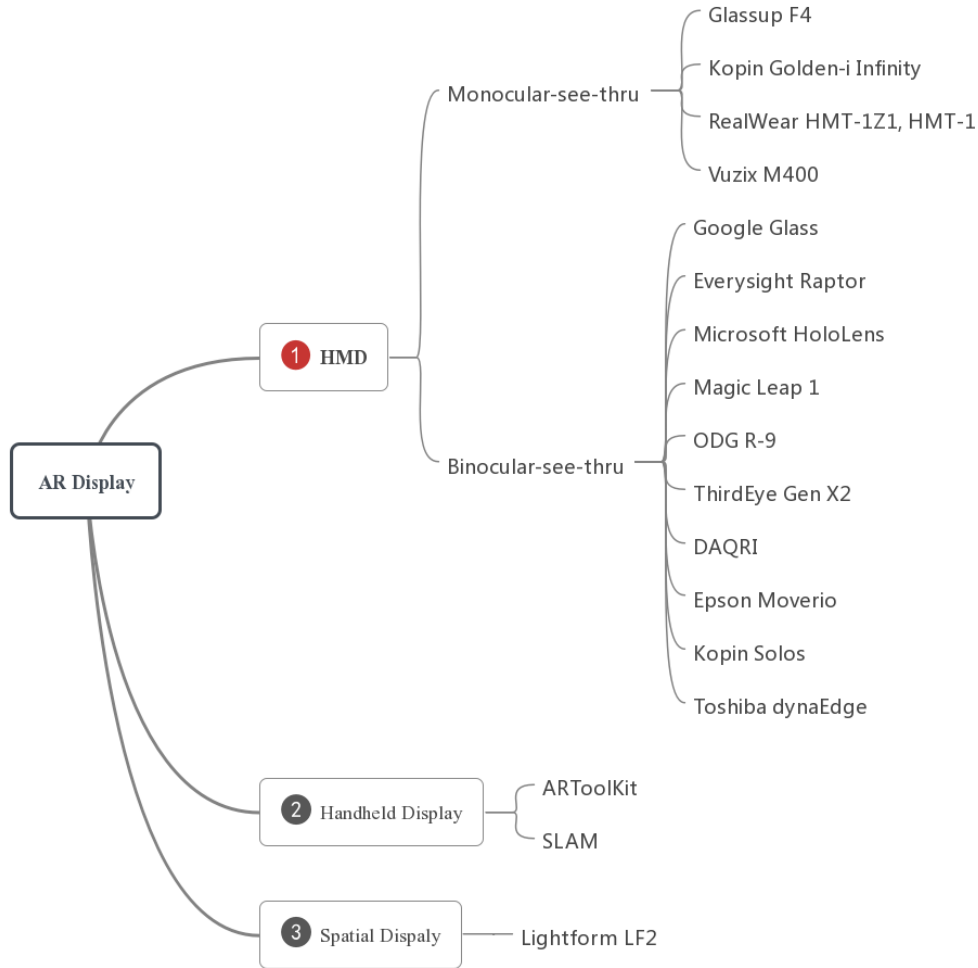 AR Display
1 HMD
Monocular-see-thru
Glassup F4
Kopin Golden-i Infinity
RealWear HMT-1Z1, HMT-1
Vuzix M400
Binocular-see-thru
Google Glass
Everysight Raptor
Microsoft HoloLens
Magic Leap 1
ODG R-9
ThirdEye Gen X2
DAQRI
Epson Moverio
Kopin Solos
Toshiba dynaEdge
2 Handheld Display
ARToolKit
SLAM
3 Spatial Dispaly
Lightform LF2